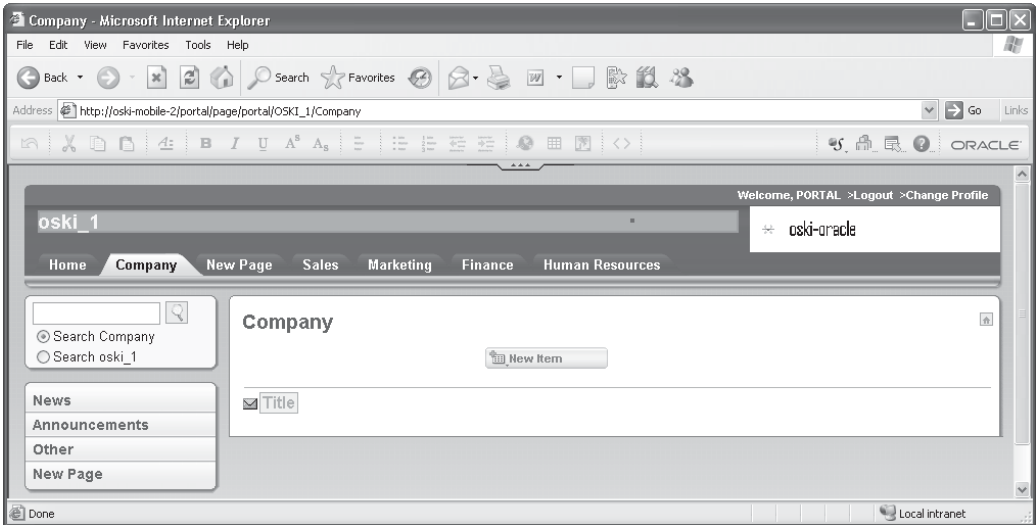 Company - Microsoft Internet Explorer
File Edit View Favorites Tools Help
Back Search Favorites
Address http://oski-mobile-2/portal/page/portal/OSKI_1/Company Go Links
B I U A^S A_s ORACLE
Welcome, PORTAL >Logout >Change Profile
oski_1
oski-oracle
Home Company New Page Sales Marketing Finance Human Resources
Search Company
Search oski_1
Company
New Item
News
Announcements
Other
New Page
Title
Done Local intranet